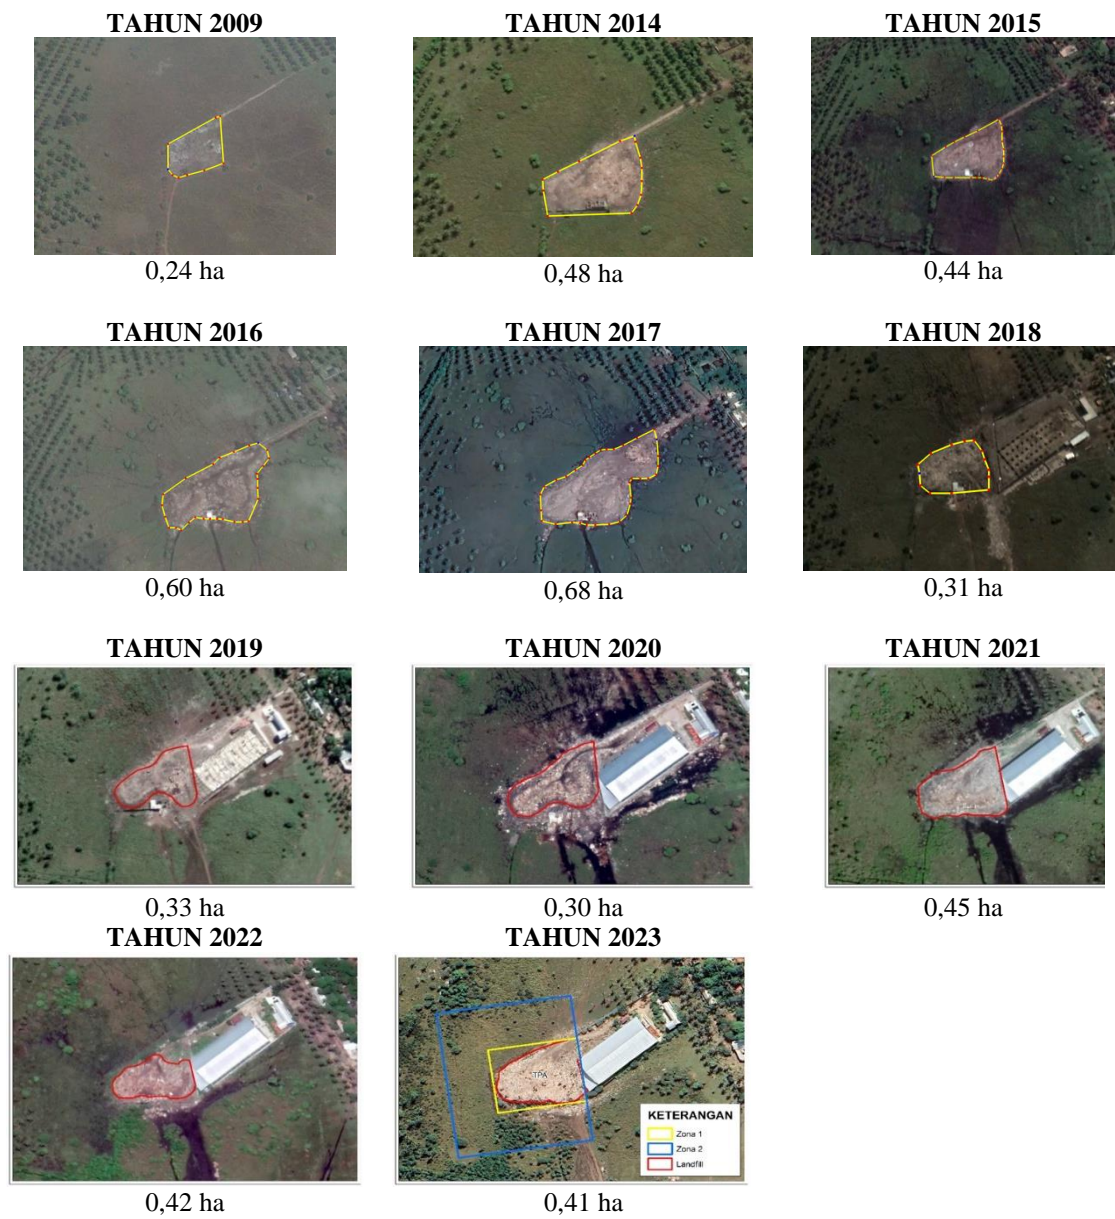 TAHUN 2009
TAHUN 2014
TAHUN 2015
0,24 ha
0,48 ha
0,44 ha
TAHUN 2016
TAHUN 2017
TAHUN 2018
0,60 ha
0,68 ha
0,31 ha
TAHUN 2019
TAHUN 2020
TAHUN 2021
0,33 ha
0,30 ha
0,45 ha
TAHUN 2022
TAHUN 2023
TPA
KETERANGAN
Zona 1
Zona 2
Landfill
0,42 ha
0,41 ha